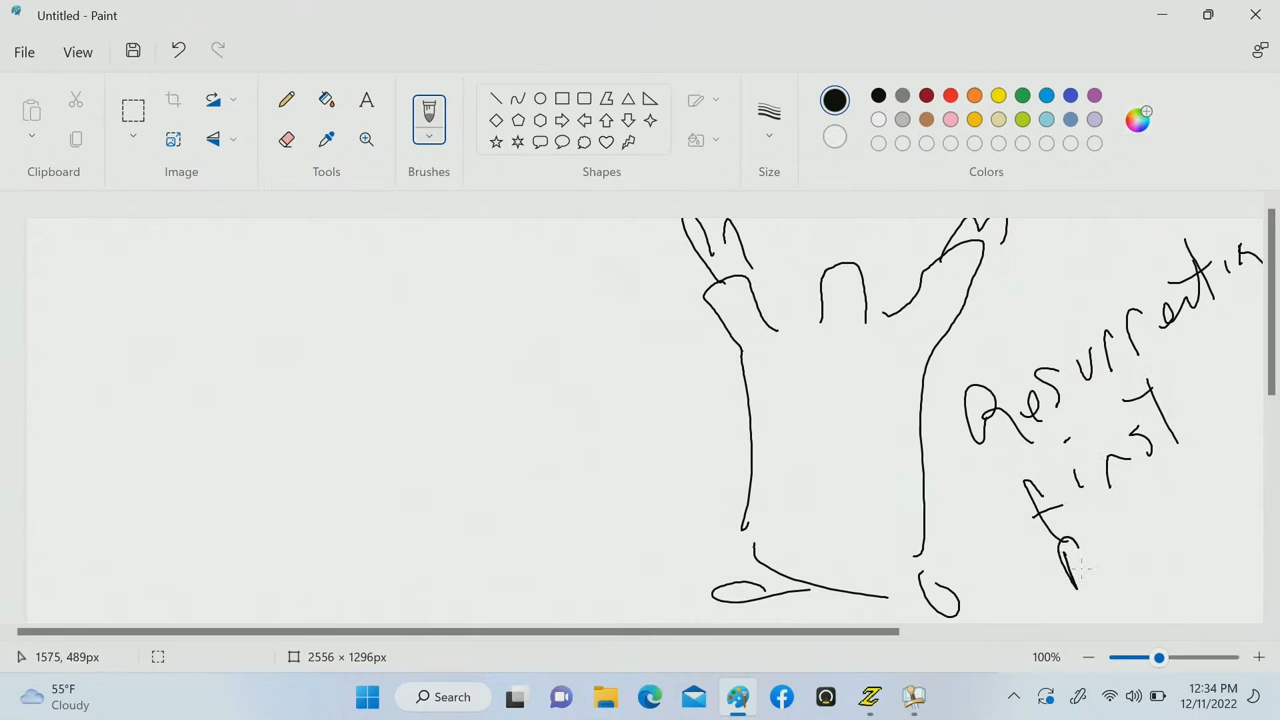 Untitled - Paint
File
View
Clipboard
Image
Tools
Brushes
Shapes
Size
Colors
Resurrection
first
1575, 489px
2556 × 1296px
100%
55°F
Cloudy
Search
12:34 PM
12/11/2022